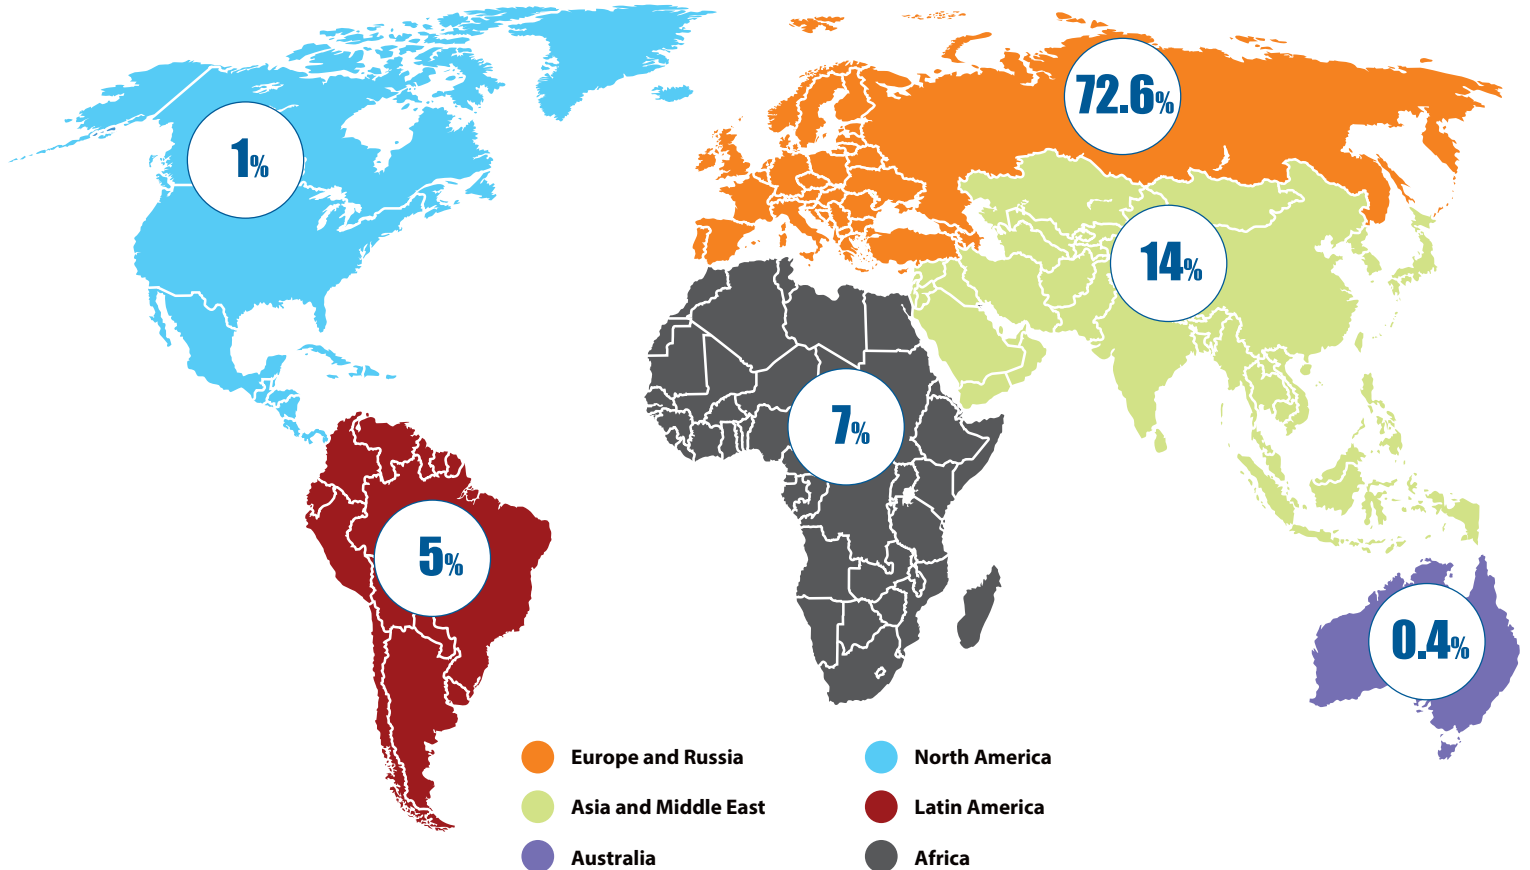 72.6%
1%
14%
7%
5%
0.4%
Europe and Russia
North America
Asia and Middle East
Latin America
Australia
Africa